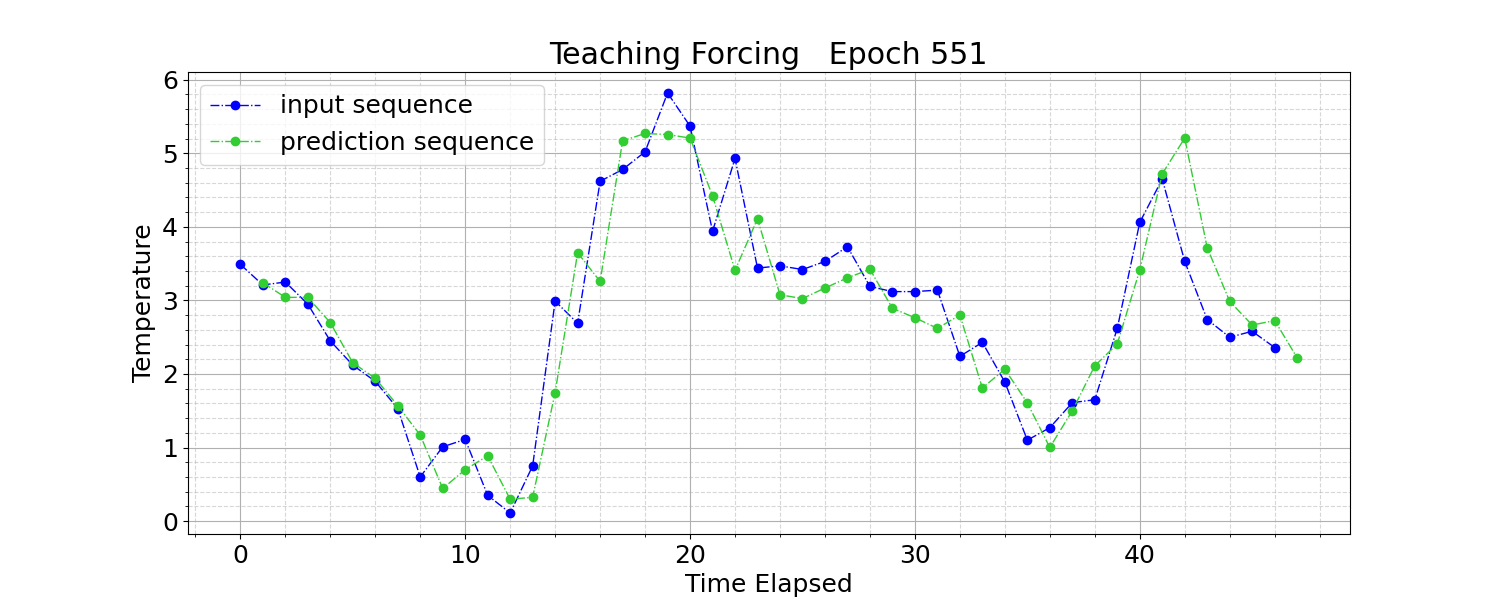 Teaching Forcing   Epoch 551
input sequence
prediction sequence
Temperature
6
5
4
3
2
1
0
0 10 20 30 40
Time Elapsed